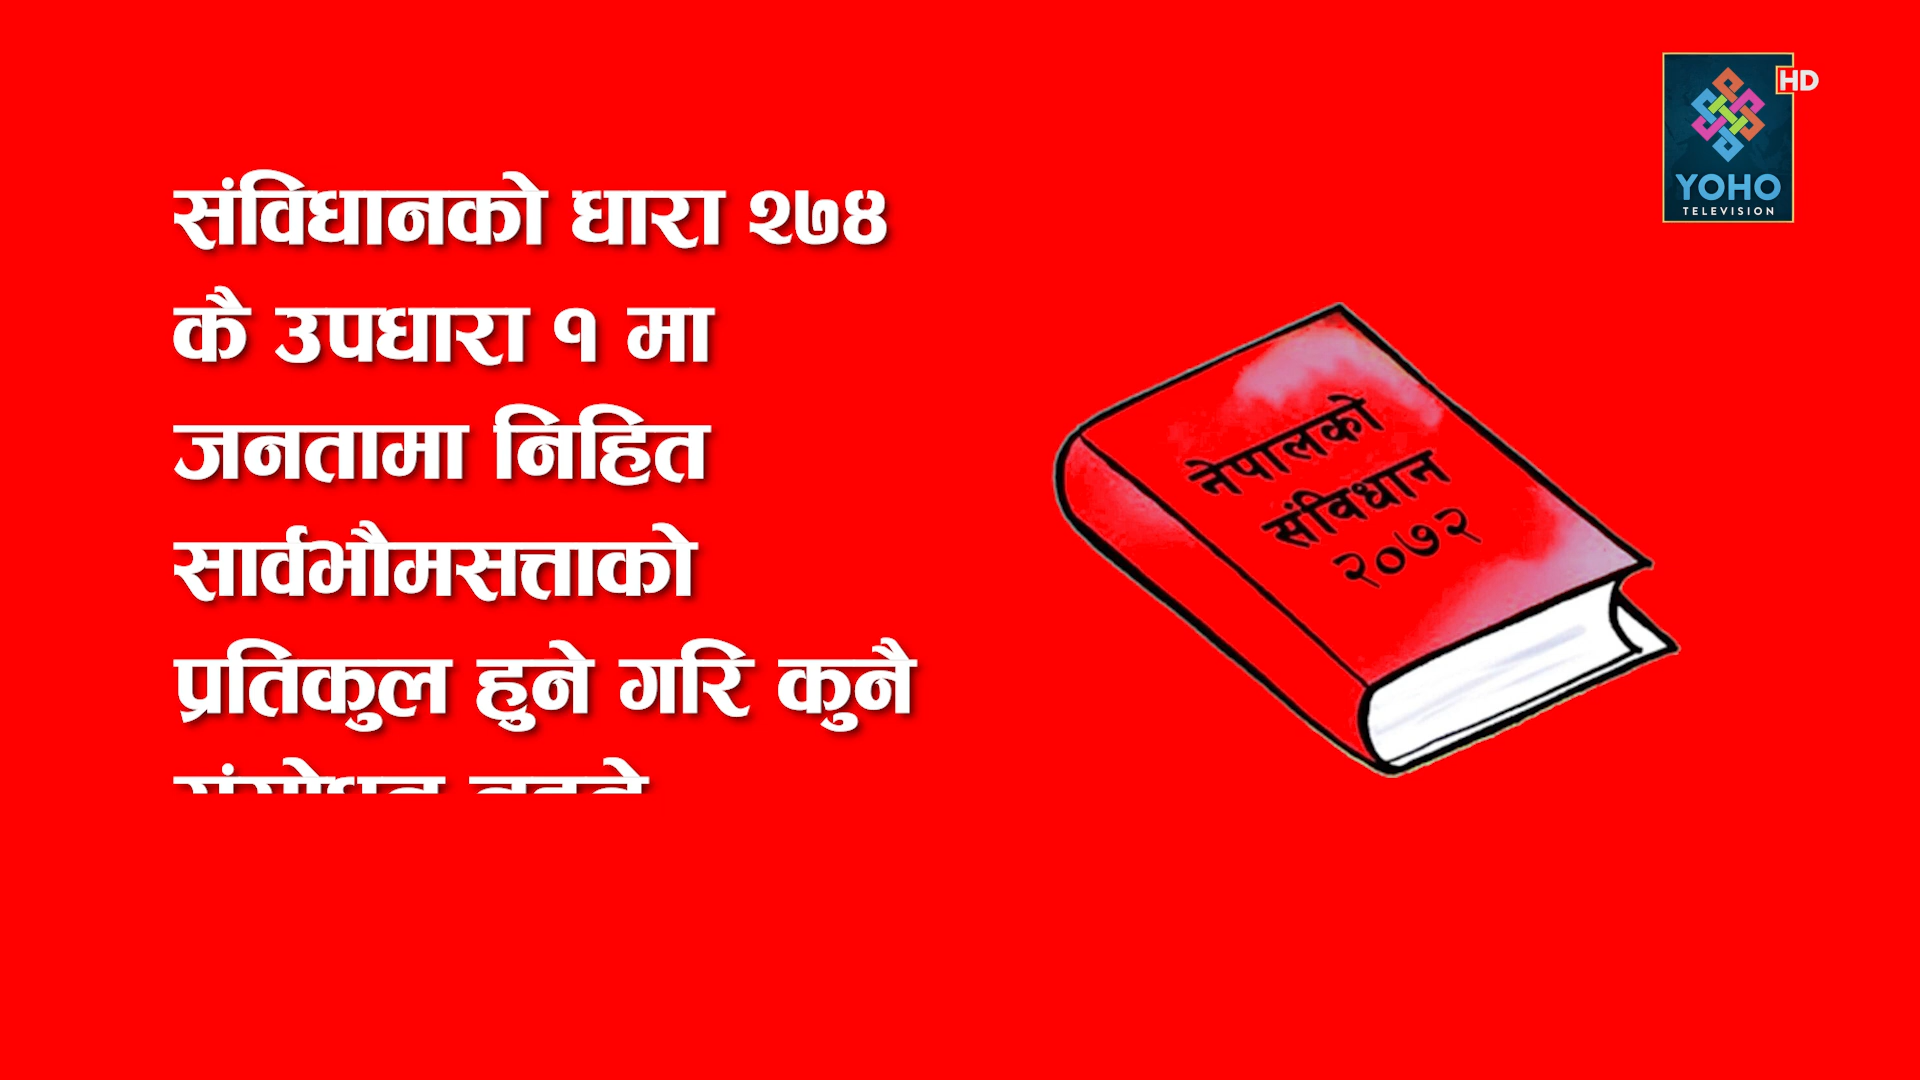 संविधानको धारा २७४
कै उपधारा १ मा
जनतामा निहित
सार्वभौमसत्ताको
प्रतिकुल हुने गरि कुनै
नेपालको
संविधान
२०७२
HD
YOHO
TELEVISION